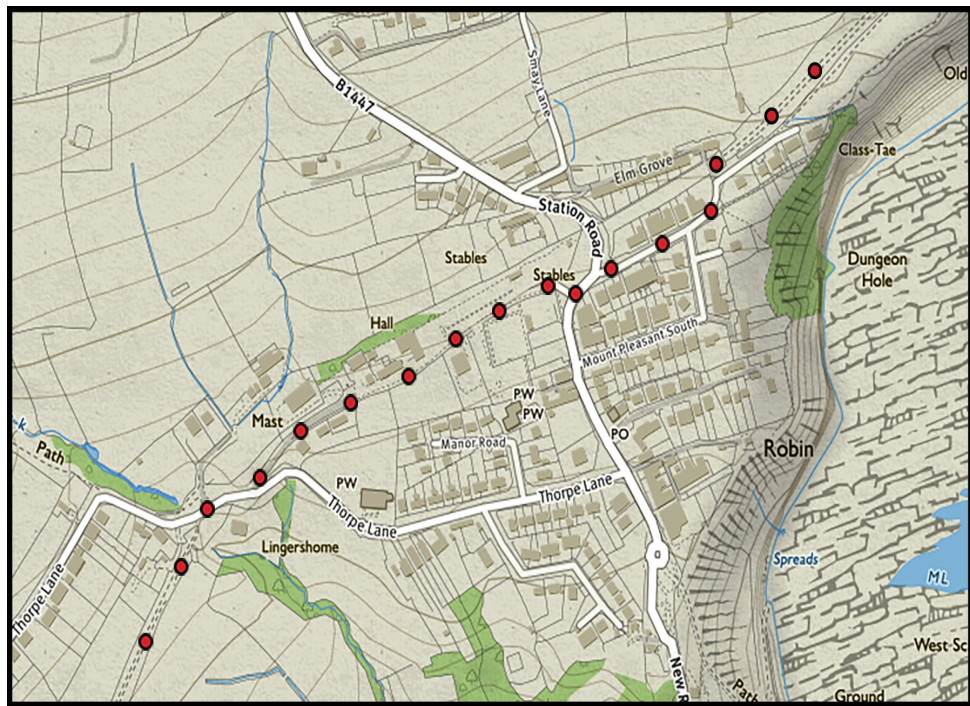 B1447
Smay Lane
Old
Class-Tae
Elm Grove
Station Road
Stables
Stables
Dungeon
Hole
Hall
Mount Pleasant South
Mast
PW
PW
PO
Manor Road
Robin
k
Path
PW
Thorpe Lane
Thorpe Lane
Lingershome
Spreads
ML
Thorpe Lane
West Sc
New R
Path
Ground